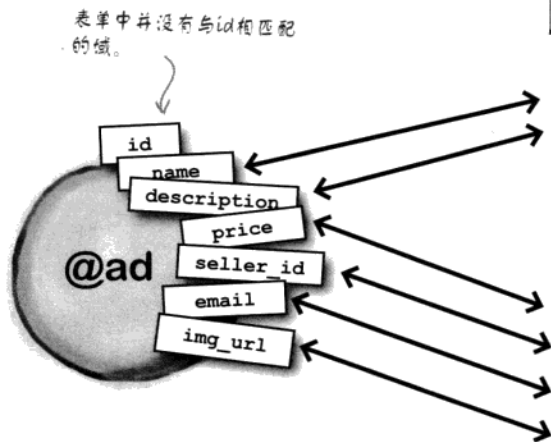 表单中并没有与id相匹配
的域。
id
name
description
price
@ad
seller_id
email
img_url